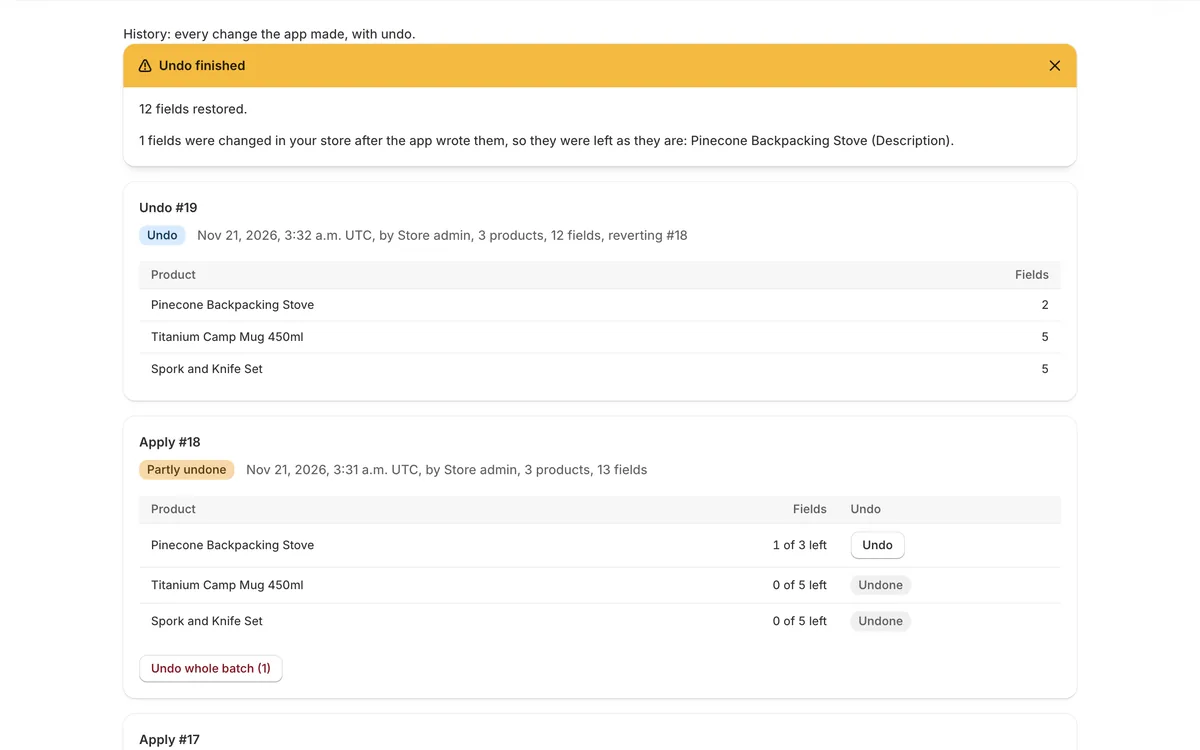 History: every change the app made, with undo.
Undo finished
12 fields restored.
1 fields were changed in your store after the app wrote them, so they were left as they are: Pinecone Backpacking Stove (Description).
Undo #19
Undo Nov 21, 2026, 3:32 a.m. UTC, by Store admin, 3 products, 12 fields, reverting #18
Product Fields
Pinecone Backpacking Stove 2
Titanium Camp Mug 450ml 5
Spork and Knife Set 5
Apply #18
Partly undone Nov 21, 2026, 3:31 a.m. UTC, by Store admin, 3 products, 13 fields
Product Fields Undo
Pinecone Backpacking Stove 1 of 3 left Undo
Titanium Camp Mug 450ml 0 of 5 left Undone
Spork and Knife Set 0 of 5 left Undone
Undo whole batch (1)
Apply #17